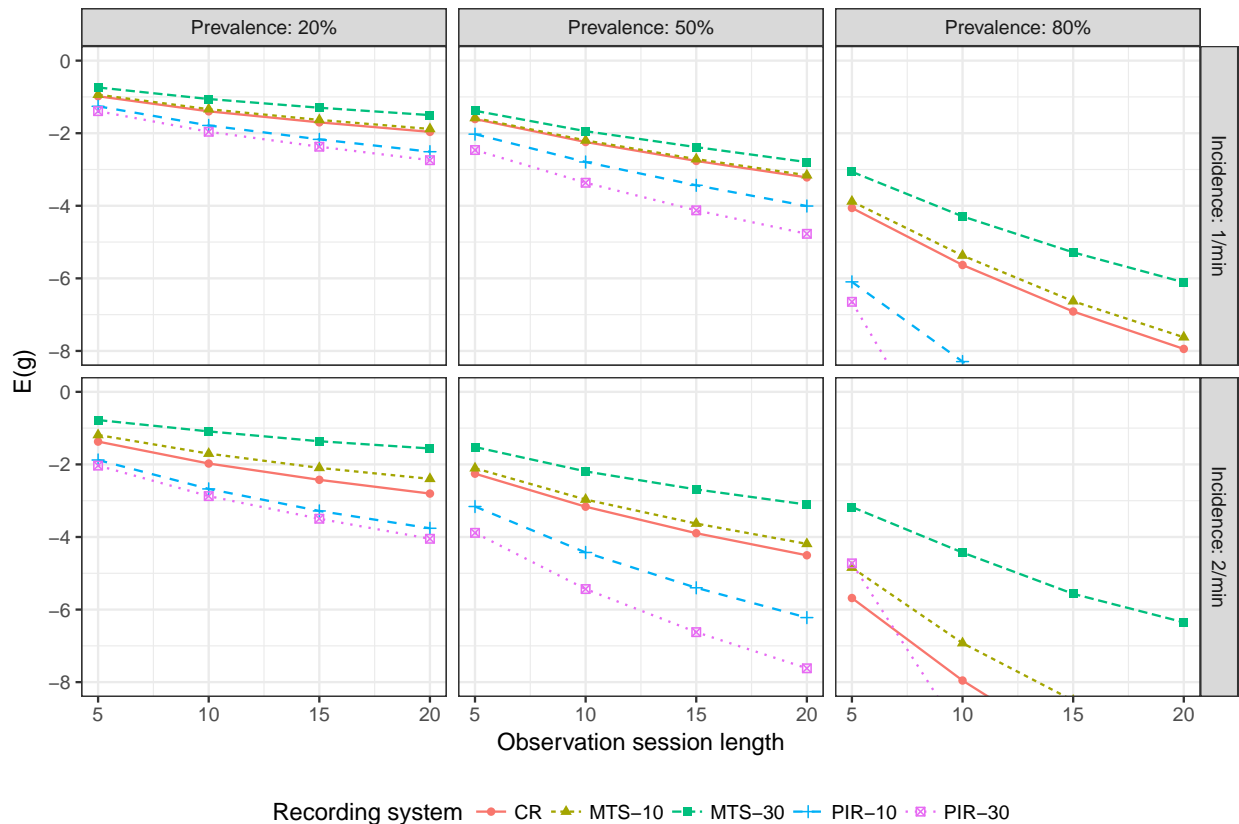 Prevalence: 20% Prevalence: 50% Prevalence: 80%
0
−2
−4
−6
−8
Incidence: 1/min
E(g)
0
−2
−4
−6
−8
Incidence: 2/min
5 10 15 20 5 10 15 20 5 10 15 20
Observation session length
Recording system CR MTS−10 MTS−30 PIR−10 PIR−30